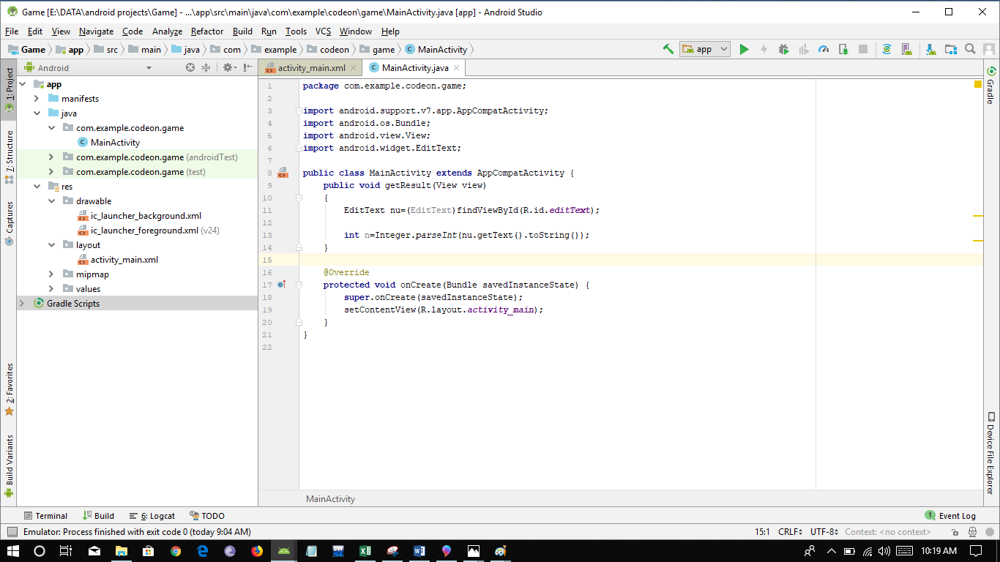 Game [E:\DATA\android projects\Game] - ...\app\src\main\java\com\example\codeon\game\MainActivity.java [app] - Android Studio
File Edit View Navigate Code Analyze Refactor Build Run Tools VCS Window Help
Game app src main java com example codeon game MainActivity app
1: Project
7: Structure
Captures
2: Favorites
Build Variants
Android
app
manifests
java
com.example.codeon.game
MainActivity
com.example.codeon.game (androidTest)
com.example.codeon.game (test)
res
drawable
ic_launcher_background.xml
ic_launcher_foreground.xml (v24)
layout
activity_main.xml
mipmap
values
Gradle Scripts
activity_main.xml MainActivity.java
1 package com.example.codeon.game;
2
3 import android.support.v7.app.AppCompatActivity;
4 import android.os.Bundle;
5 import android.view.View;
6 import android.widget.EditText;
7
8 public class MainActivity extends AppCompatActivity {
9 public void getResult(View view)
10 {
11 EditText nu=(EditText)findViewById(R.id.editText);
12
13 int n=Integer.parseInt(nu.getText().toString());
14 }
15
16 @Override
17 protected void onCreate(Bundle savedInstanceState) {
18 super.onCreate(savedInstanceState);
19 setContentView(R.layout.activity_main);
20 }
21 }
22
MainActivity
Gradle
Device File Explorer
Terminal Build 6: Logcat TODO 1 Event Log
Emulator: Process finished with exit code 0 (today 9:04 AM) 15:1 CRLF UTF-8 Context: <no context>
10:19 AM